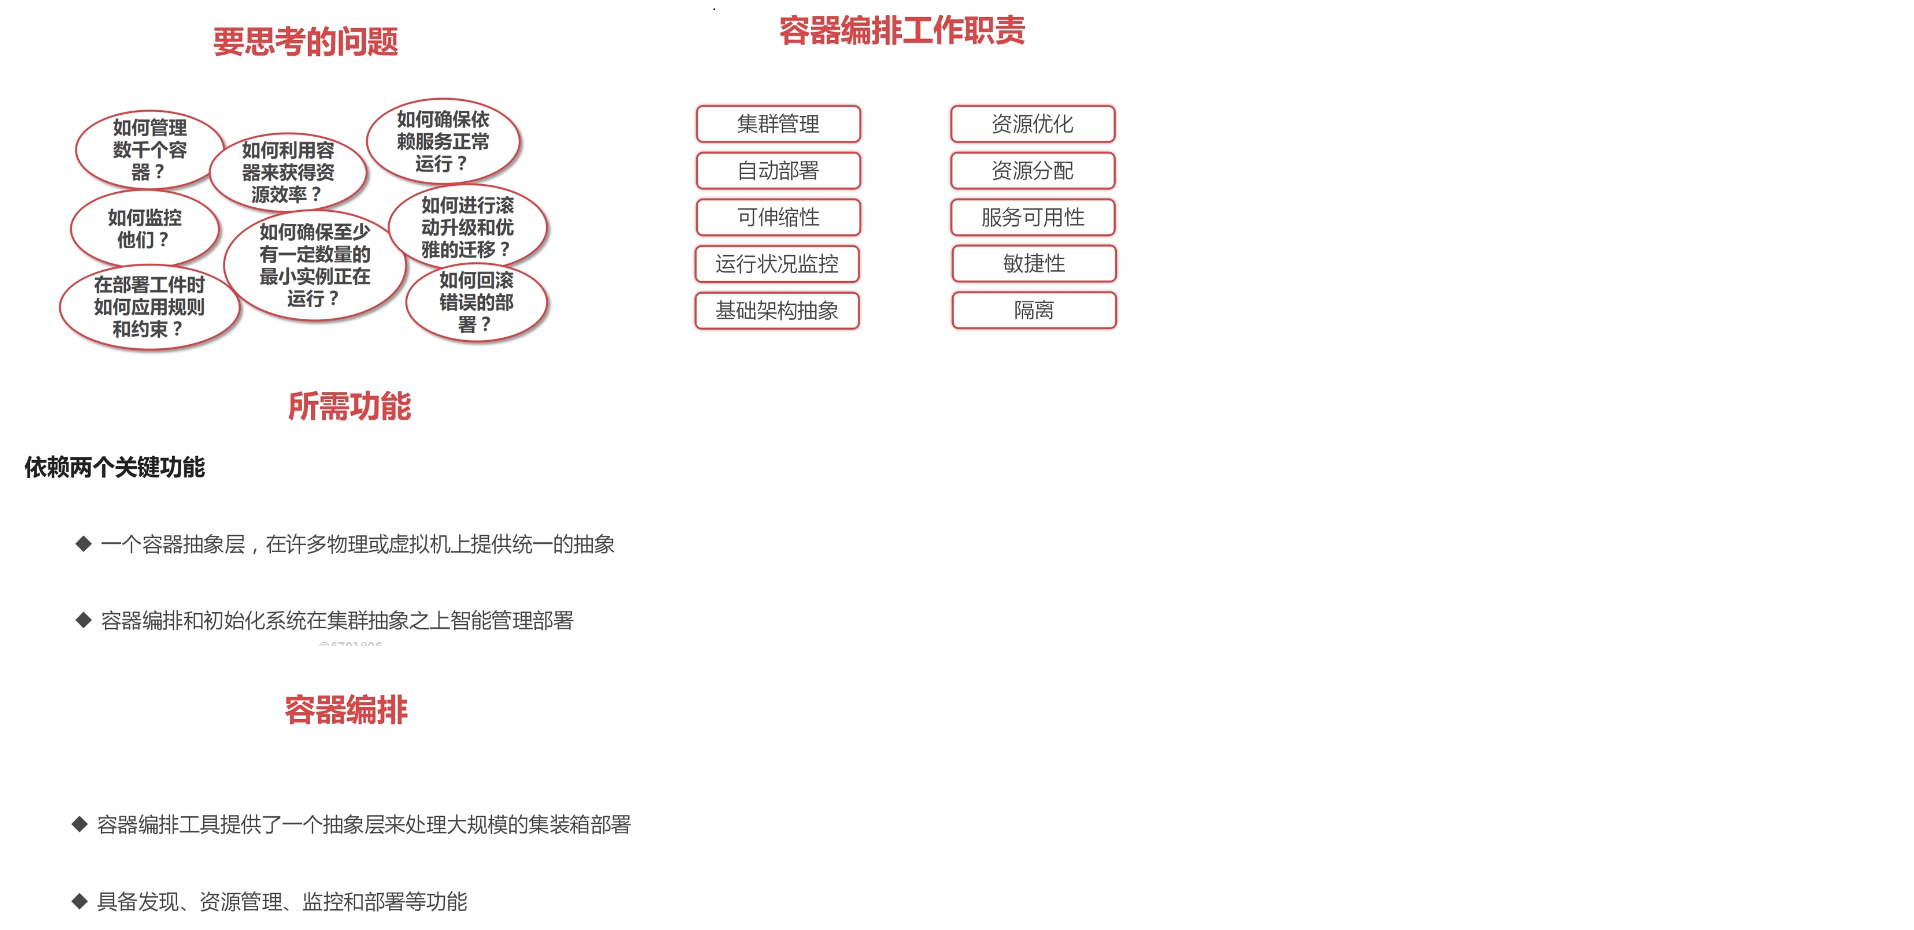 要思考的问题
如何管理
数千个容
器？
如何利用容
器来获得资
源效率？
如何确保依
赖服务正常
运行？
如何监控
他们？
如何确保至少
有一定数量的
最小实例正在
运行？
如何进行滚
动升级和优
雅的迁移？
在部署工件时
如何应用规则
和约束？
如何回滚
错误的部
署？
容器编排工作职责
集群管理
资源优化
自动部署
资源分配
可伸缩性
服务可用性
运行状况监控
敏捷性
基础架构抽象
隔离
所需功能
依赖两个关键功能
◆ 一个容器抽象层，在许多物理或虚拟机上提供统一的抽象
◆ 容器编排和初始化系统在集群抽象之上智能管理部署
容器编排
◆ 容器编排工具提供了一个抽象层来处理大规模的集装箱部署
◆ 具备发现、资源管理、监控和部署等功能